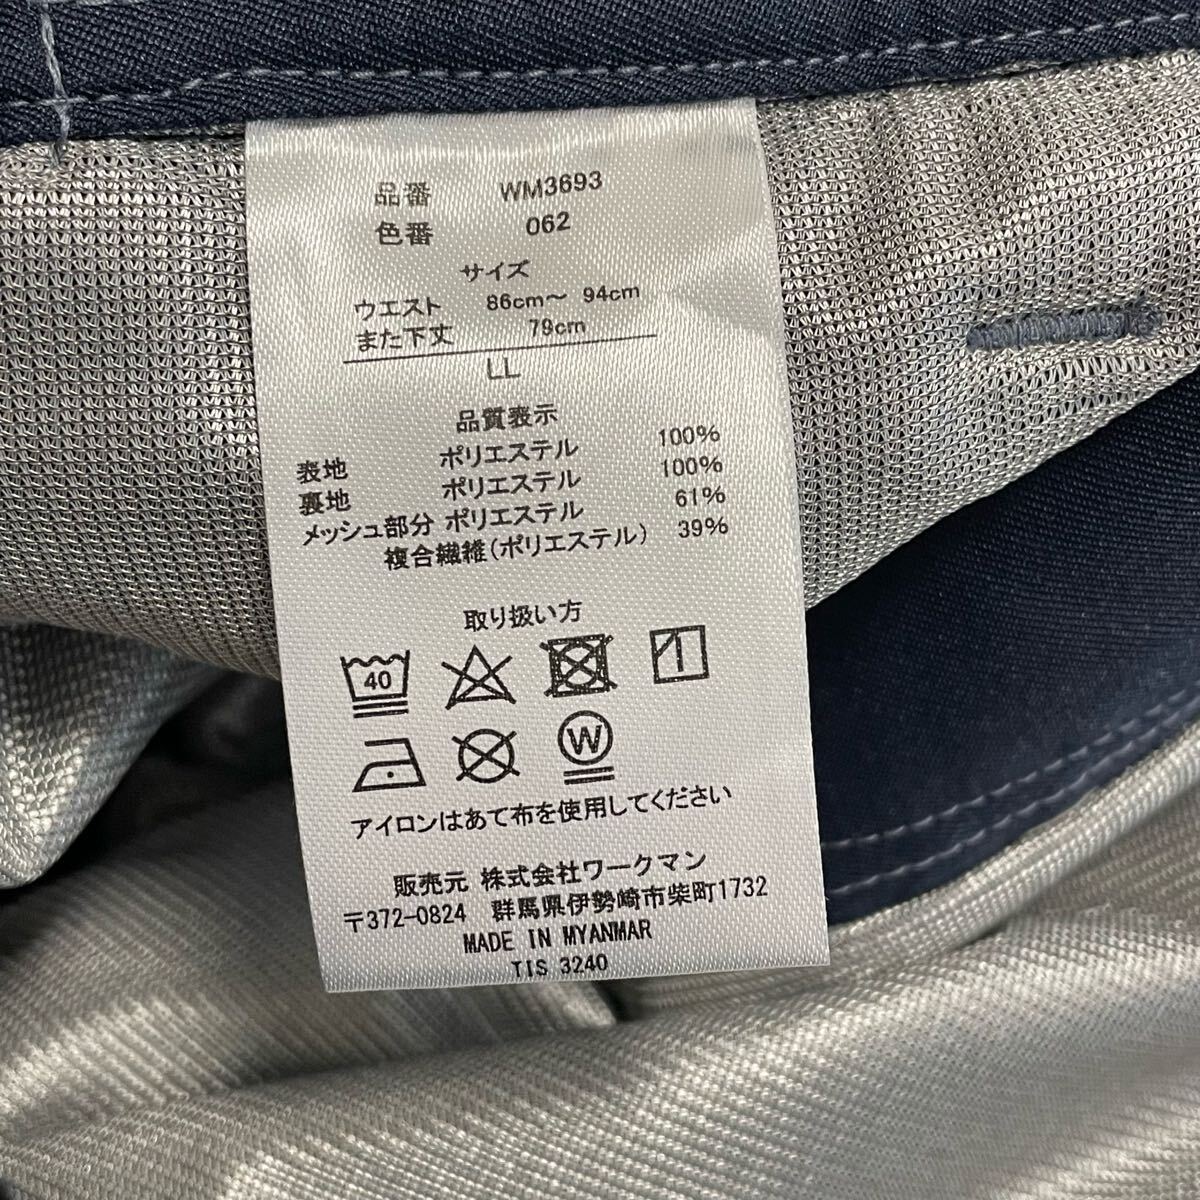 品番 WM3693
色番 062
サイズ
ウエスト 86cm〜 94cm
また下丈 79cm
LL
品質表示
表地 ポリエステル 100%
裏地 ポリエステル 100%
メッシュ部分 ポリエステル 61%
複合繊維(ポリエステル) 39%
取り扱い方
40
W
アイロンはあて布を使用してください
販売元 株式会社ワークマン
〒372-0824 群馬県伊勢崎市柴町1732
MADE IN MYANMAR
TIS 3240